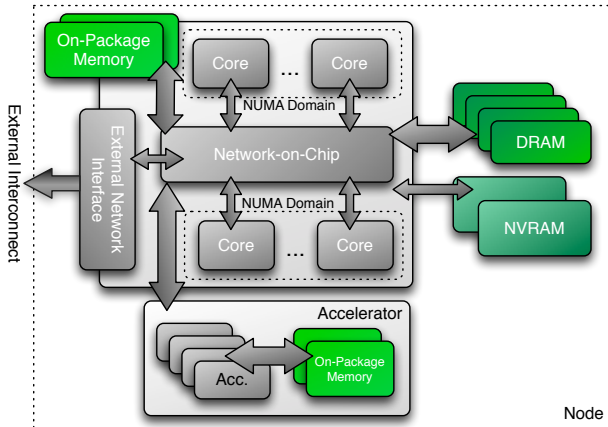 On-Package
Memory
Core
...
Core
NUMA Domain
External Interconnect
External Network
Interface
Network-on-Chip
DRAM
NVRAM
NUMA Domain
Core
...
Core
Accelerator
Acc.
On-Package
Memory
Node